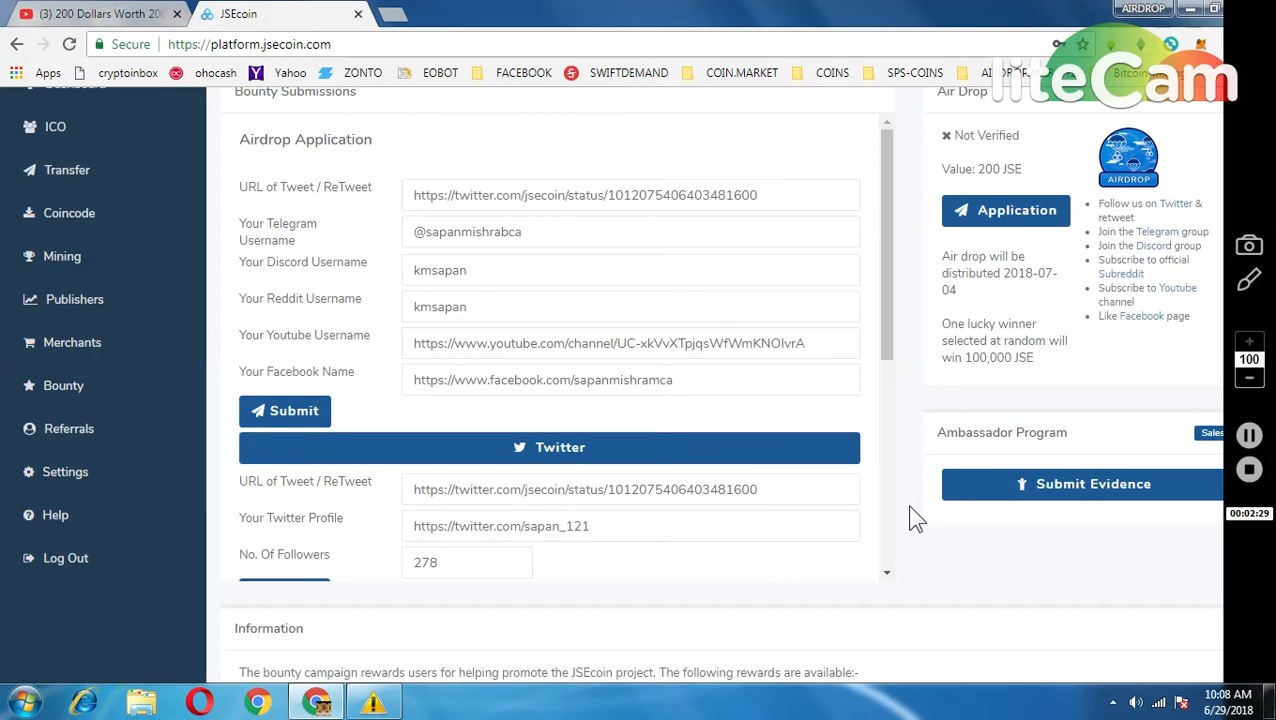 (3) 200 Dollars Worth 200
JSEcoin
AIRDROP
Secure
https://platform.jsecoin.com
Apps
cryptoinbox
ohocash
Yahoo
ZONTO
EOBOT
FACEBOOK
SWIFTDEMAND
COIN.MARKET
COINS
SPS-COINS
liteCam
Dashboard
ICO
Transfer
Coincode
Mining
Publishers
Merchants
Bounty
Referrals
Settings
Help
Log Out
Bounty Submissions
Airdrop Application
URL of Tweet / ReTweet
https://twitter.com/jsecoin/status/1012075406403481600
Your Telegram
Username
@sapanmishrabca
Your Discord Username
kmsapan
Your Reddit Username
kmsapan
Your Youtube Username
https://www.youtube.com/channel/UC-xkVvXTpjqsWfWmKNOIvrA
Your Facebook Name
https://www.facebook.com/sapanmishramca
Submit
Twitter
URL of Tweet / ReTweet
https://twitter.com/jsecoin/status/1012075406403481600
Your Twitter Profile
https://twitter.com/sapan_121
No. Of Followers
278
Information
The bounty campaign rewards users for helping promote the JSEcoin project. The following rewards are available:-
Air Drop
Not Verified
Value: 200 JSE
Application
Air drop will be
distributed 2018-07-
04
One lucky winner
selected at random will
win 100,000 JSE
AIRDROP
Follow us on Twitter &
retweet
Join the Telegram group
Join the Discord group
Subscribe to official
Subreddit
Subscribe to Youtube
channel
Like Facebook page
Ambassador Program
Sales
Submit Evidence
100
00:02:29
10:08 AM
6/29/2018